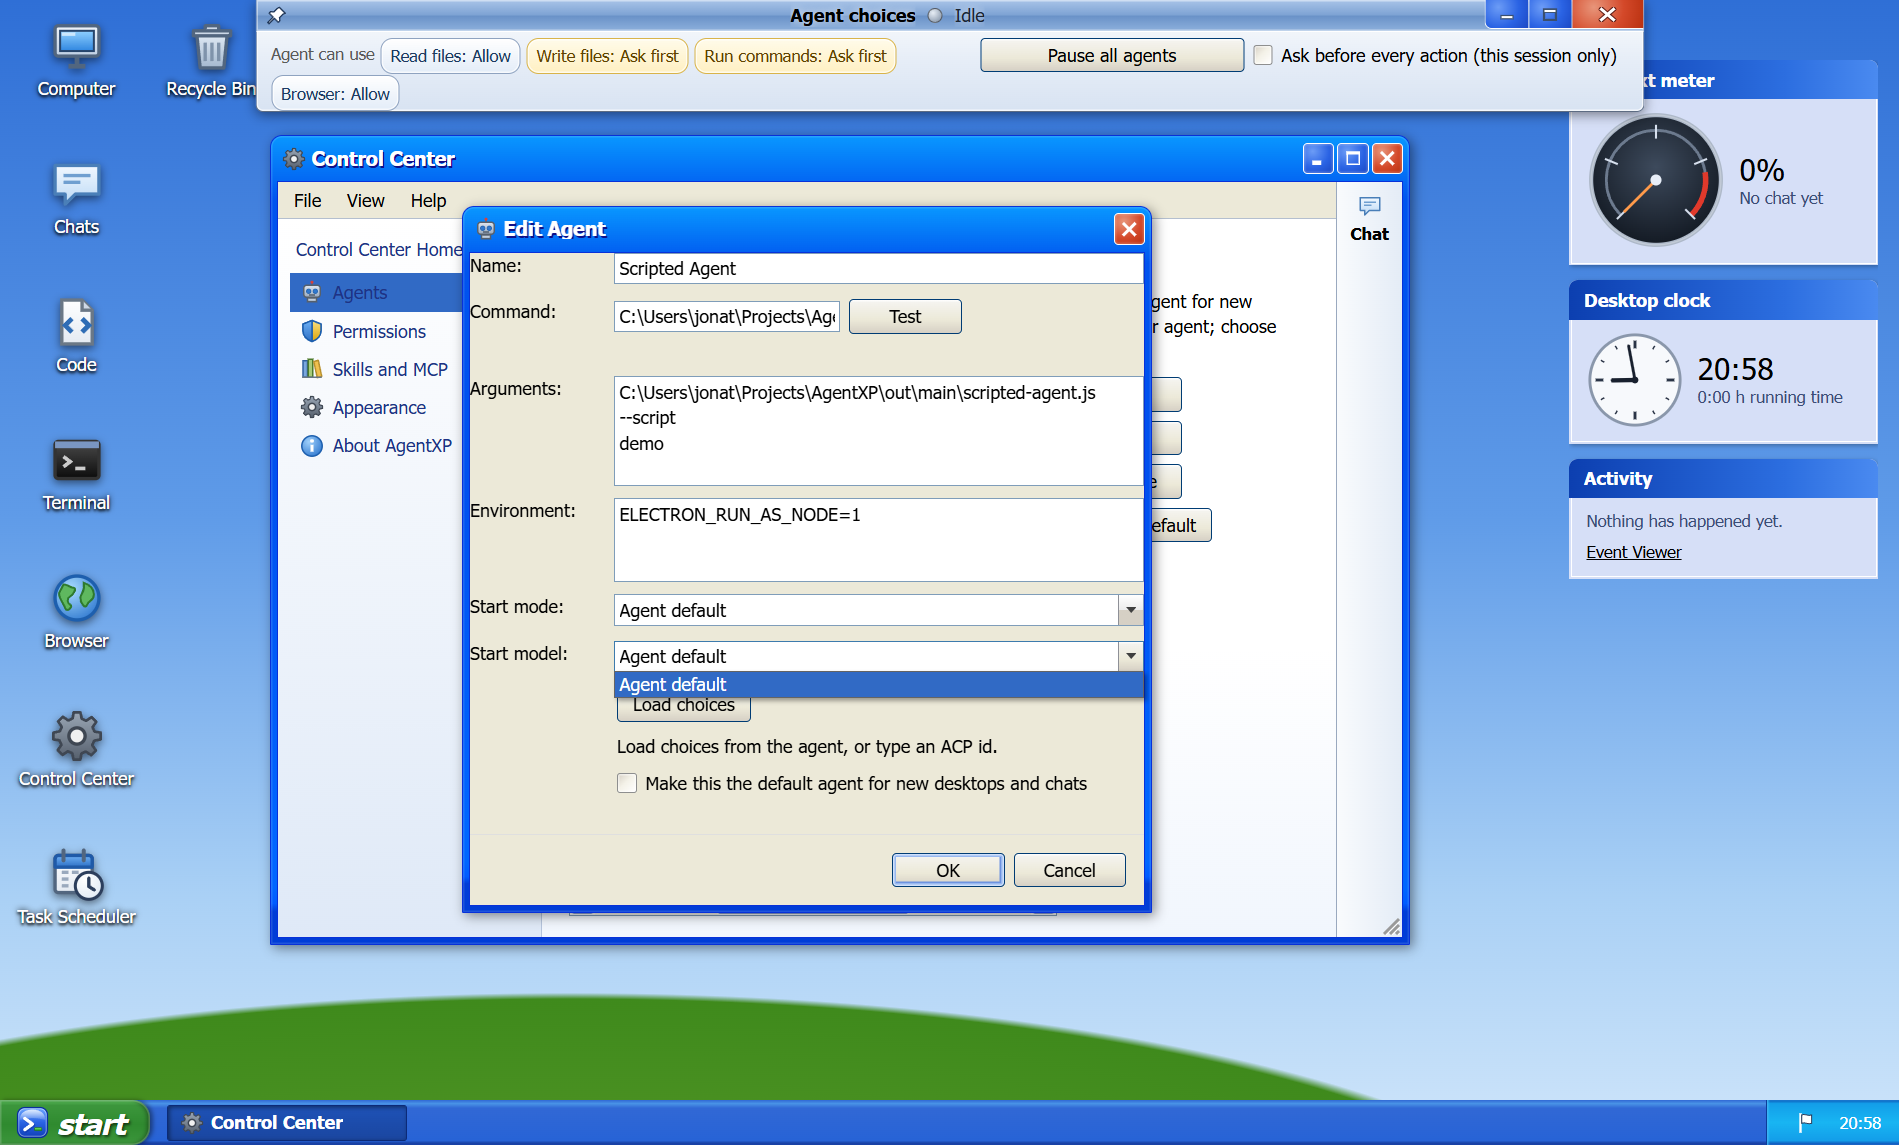 Agent choices Idle
Agent can use Read files: Allow Write files: Ask first Run commands: Ask first
Browser: Allow
Pause all agents Ask before every action (this session only)
Computer
Recycle Bin
Chats
Code
Terminal
Browser
Control Center
Task Scheduler
Control Center
File View Help
Chat
Control Center Home
Agents
Permissions
Skills and MCP
Appearance
About AgentXP
gent for new
r agent; choose
e
efault
Edit Agent
Name: Scripted Agent
Command: C:\Users\jonat\Projects\Age Test
Arguments: C:\Users\jonat\Projects\AgentXP\out\main\scripted-agent.js
--script
demo
Environment: ELECTRON_RUN_AS_NODE=1
Start mode: Agent default
Start model: Agent default
Agent default
Load choices
Load choices from the agent, or type an ACP id.
Make this the default agent for new desktops and chats
OK Cancel
xt meter
0%
No chat yet
Desktop clock
20:58
0:00 h running time
Activity
Nothing has happened yet.
Event Viewer
start Control Center 20:58